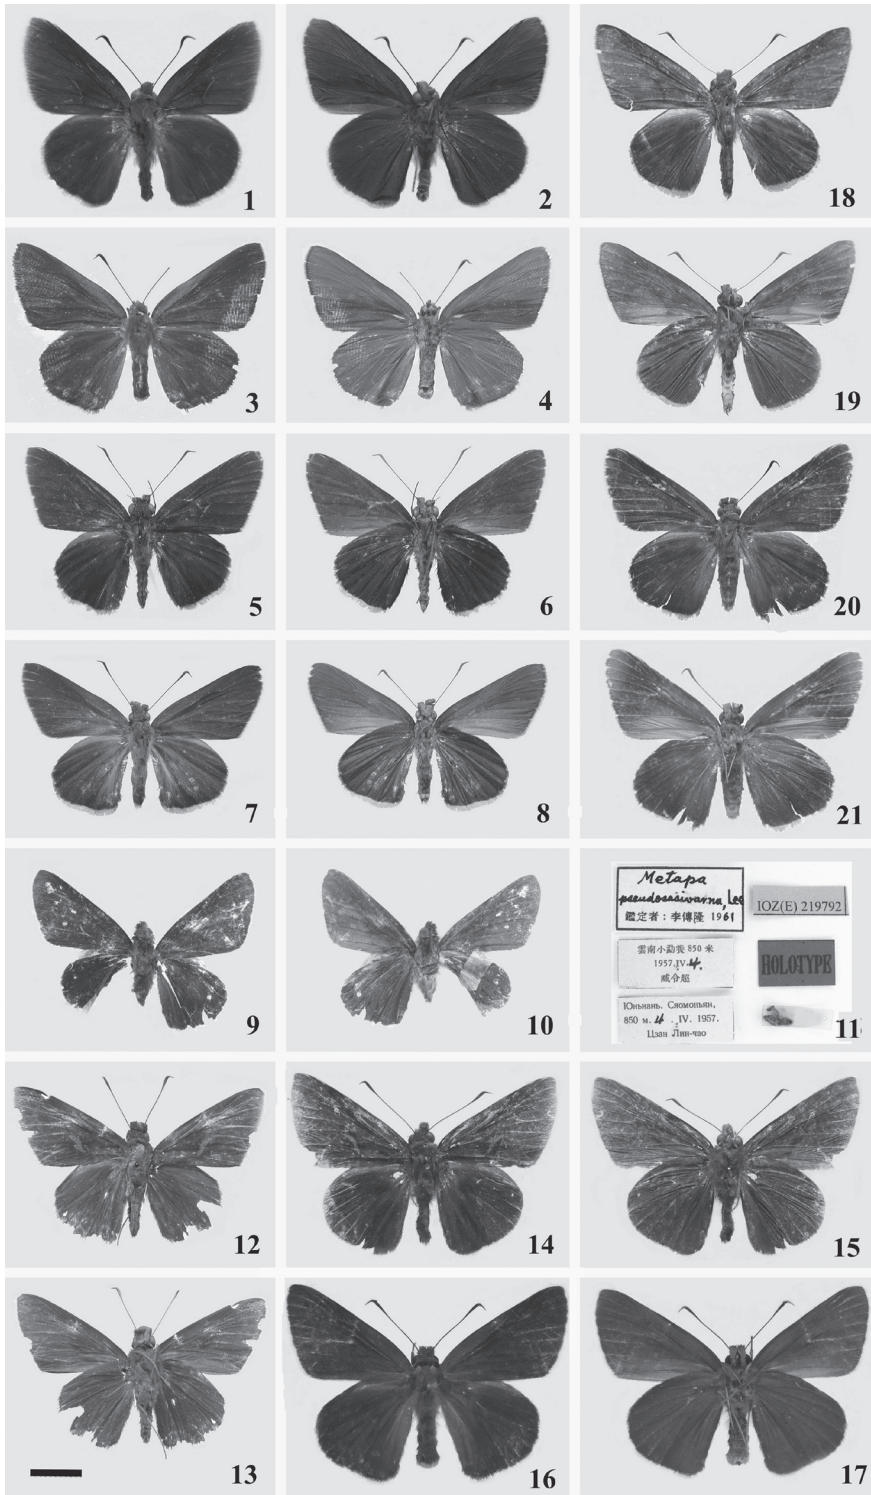 1
2
18
3
4
19
5
6
20
7
8
21
9
10
Metapa
pseudosasivarna, Lee
鑑定者：李傳隆 1961
IOZ(E) 219792
雲南小勐养 850 米
1957.IV.4.
臧令超
HOLOTYPE
Юньнань. Сяомоньян,
850 м. 4 . IV. 1957.
Цзан Лин-чао
11
12
14
15
13
16
17